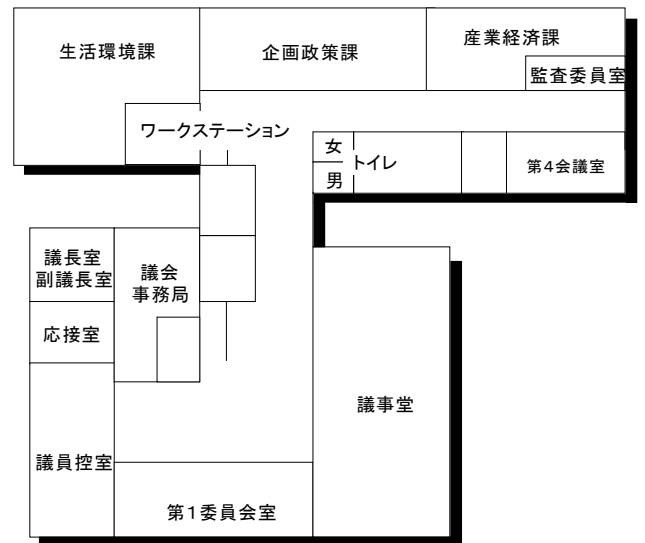 生活環境課
企画政策課
産業経済課
監査委員室
ワークステーション
女
男
トイレ
第4会議室
議長室
副議長室
議会
事務局
応接室
議事堂
議員控室
第1委員会室